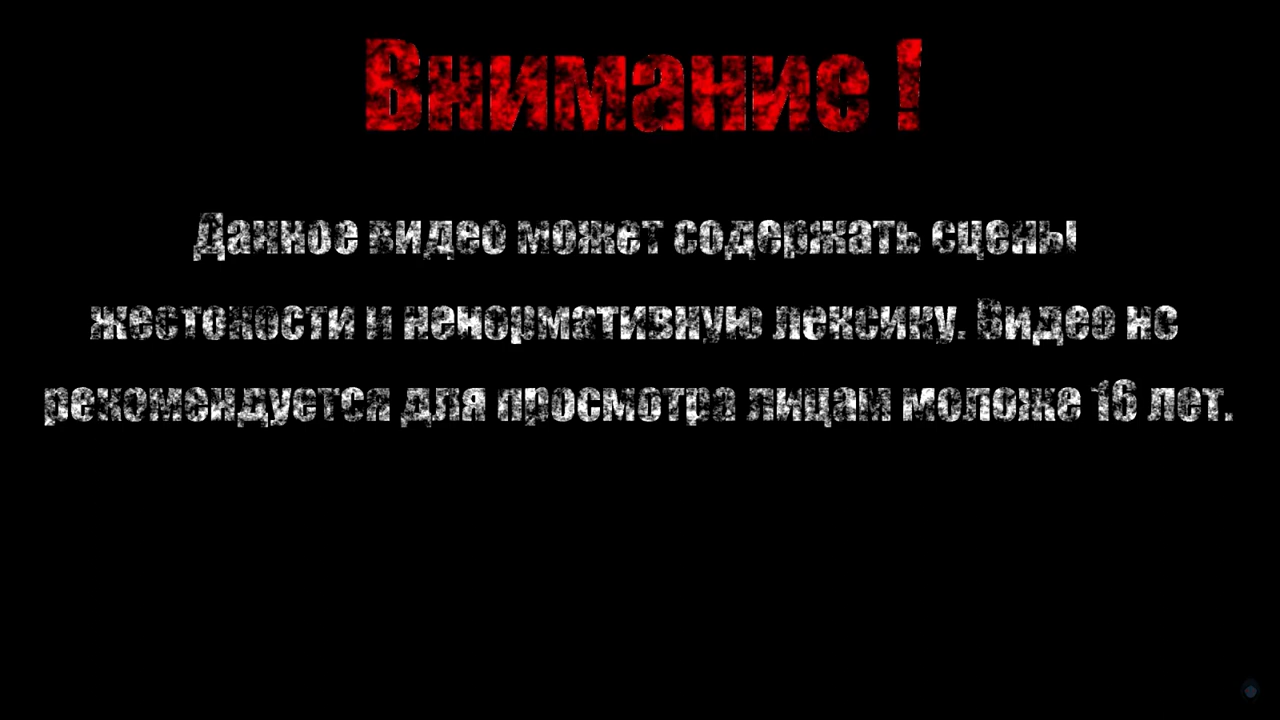 Внимание !
Данное видео может содержать сцены
жестокости и ненормативную лексику. Видео не
рекомендуется для просмотра лицам моложе 16 лет.